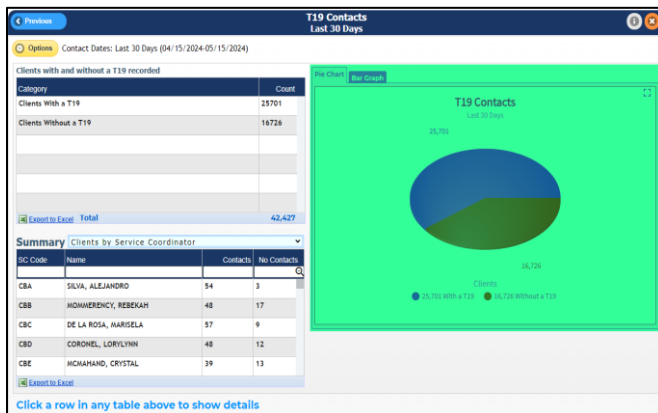 Previous
T19 Contacts
Last 30 Days
Options Contact Dates: Last 30 Days (04/15/2024-05/15/2024)
Clients with and without a T19 recorded
Category Count
Clients With a T19 25701
Clients Without a T19 16726
Export to Excel Total 42,427
Summary Clients by Service Coordinator
SC Code Name Contacts No Contacts
CBA SILVA, ALEJANDRO 54 3
CBB MOMMERENCY, REBEKAH 48 17
CBC DE LA ROSA, MARISELA 57 9
CBD CORONEL, LORYLYNN 48 12
CBE MCMAHAND, CRYSTAL 39 13
Export to Excel
Pie Chart Bar Graph
T19 Contacts
Last 30 Days
25,701
16,726
Clients
25,701 With a T19 16,726 Without a T19
Click a row in any table above to show details